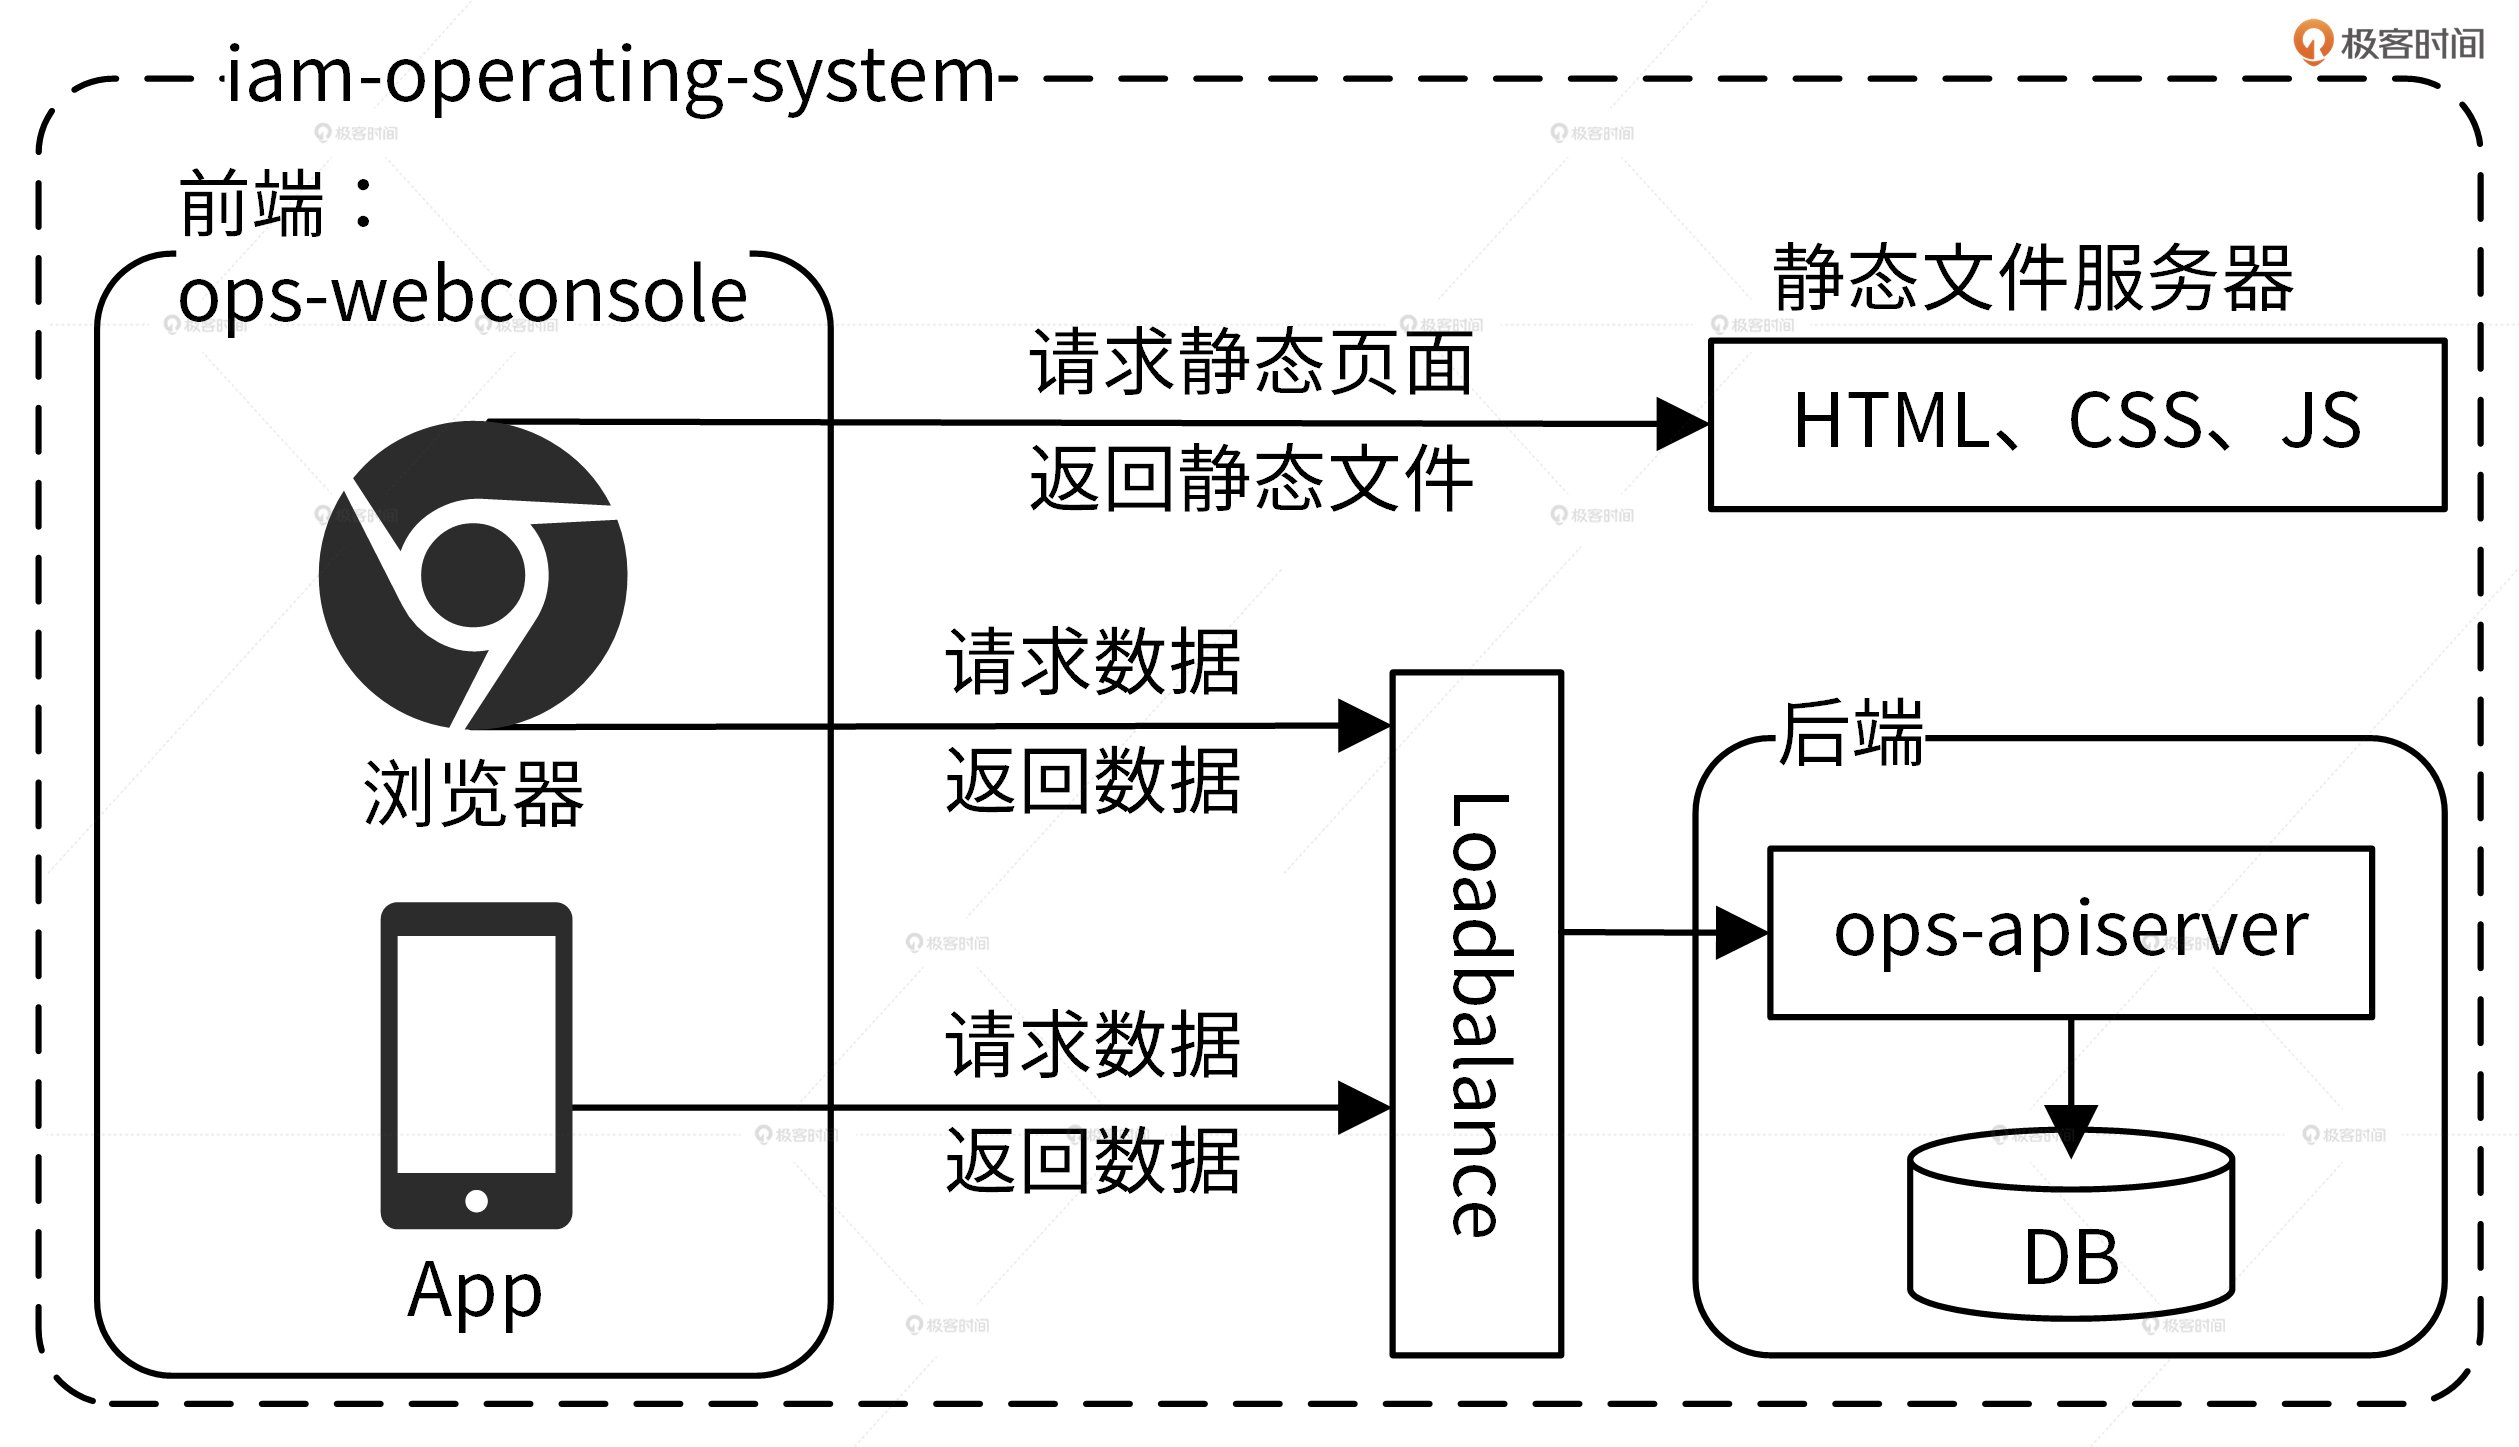 极客时间
iam-operating-system
前端：
ops-webconsole
静态文件服务器
请求静态页面
HTML、CSS、JS
返回静态文件
请求数据
返回数据
浏览器
Loadbalance
后端
ops-apiserver
请求数据
返回数据
DB
App